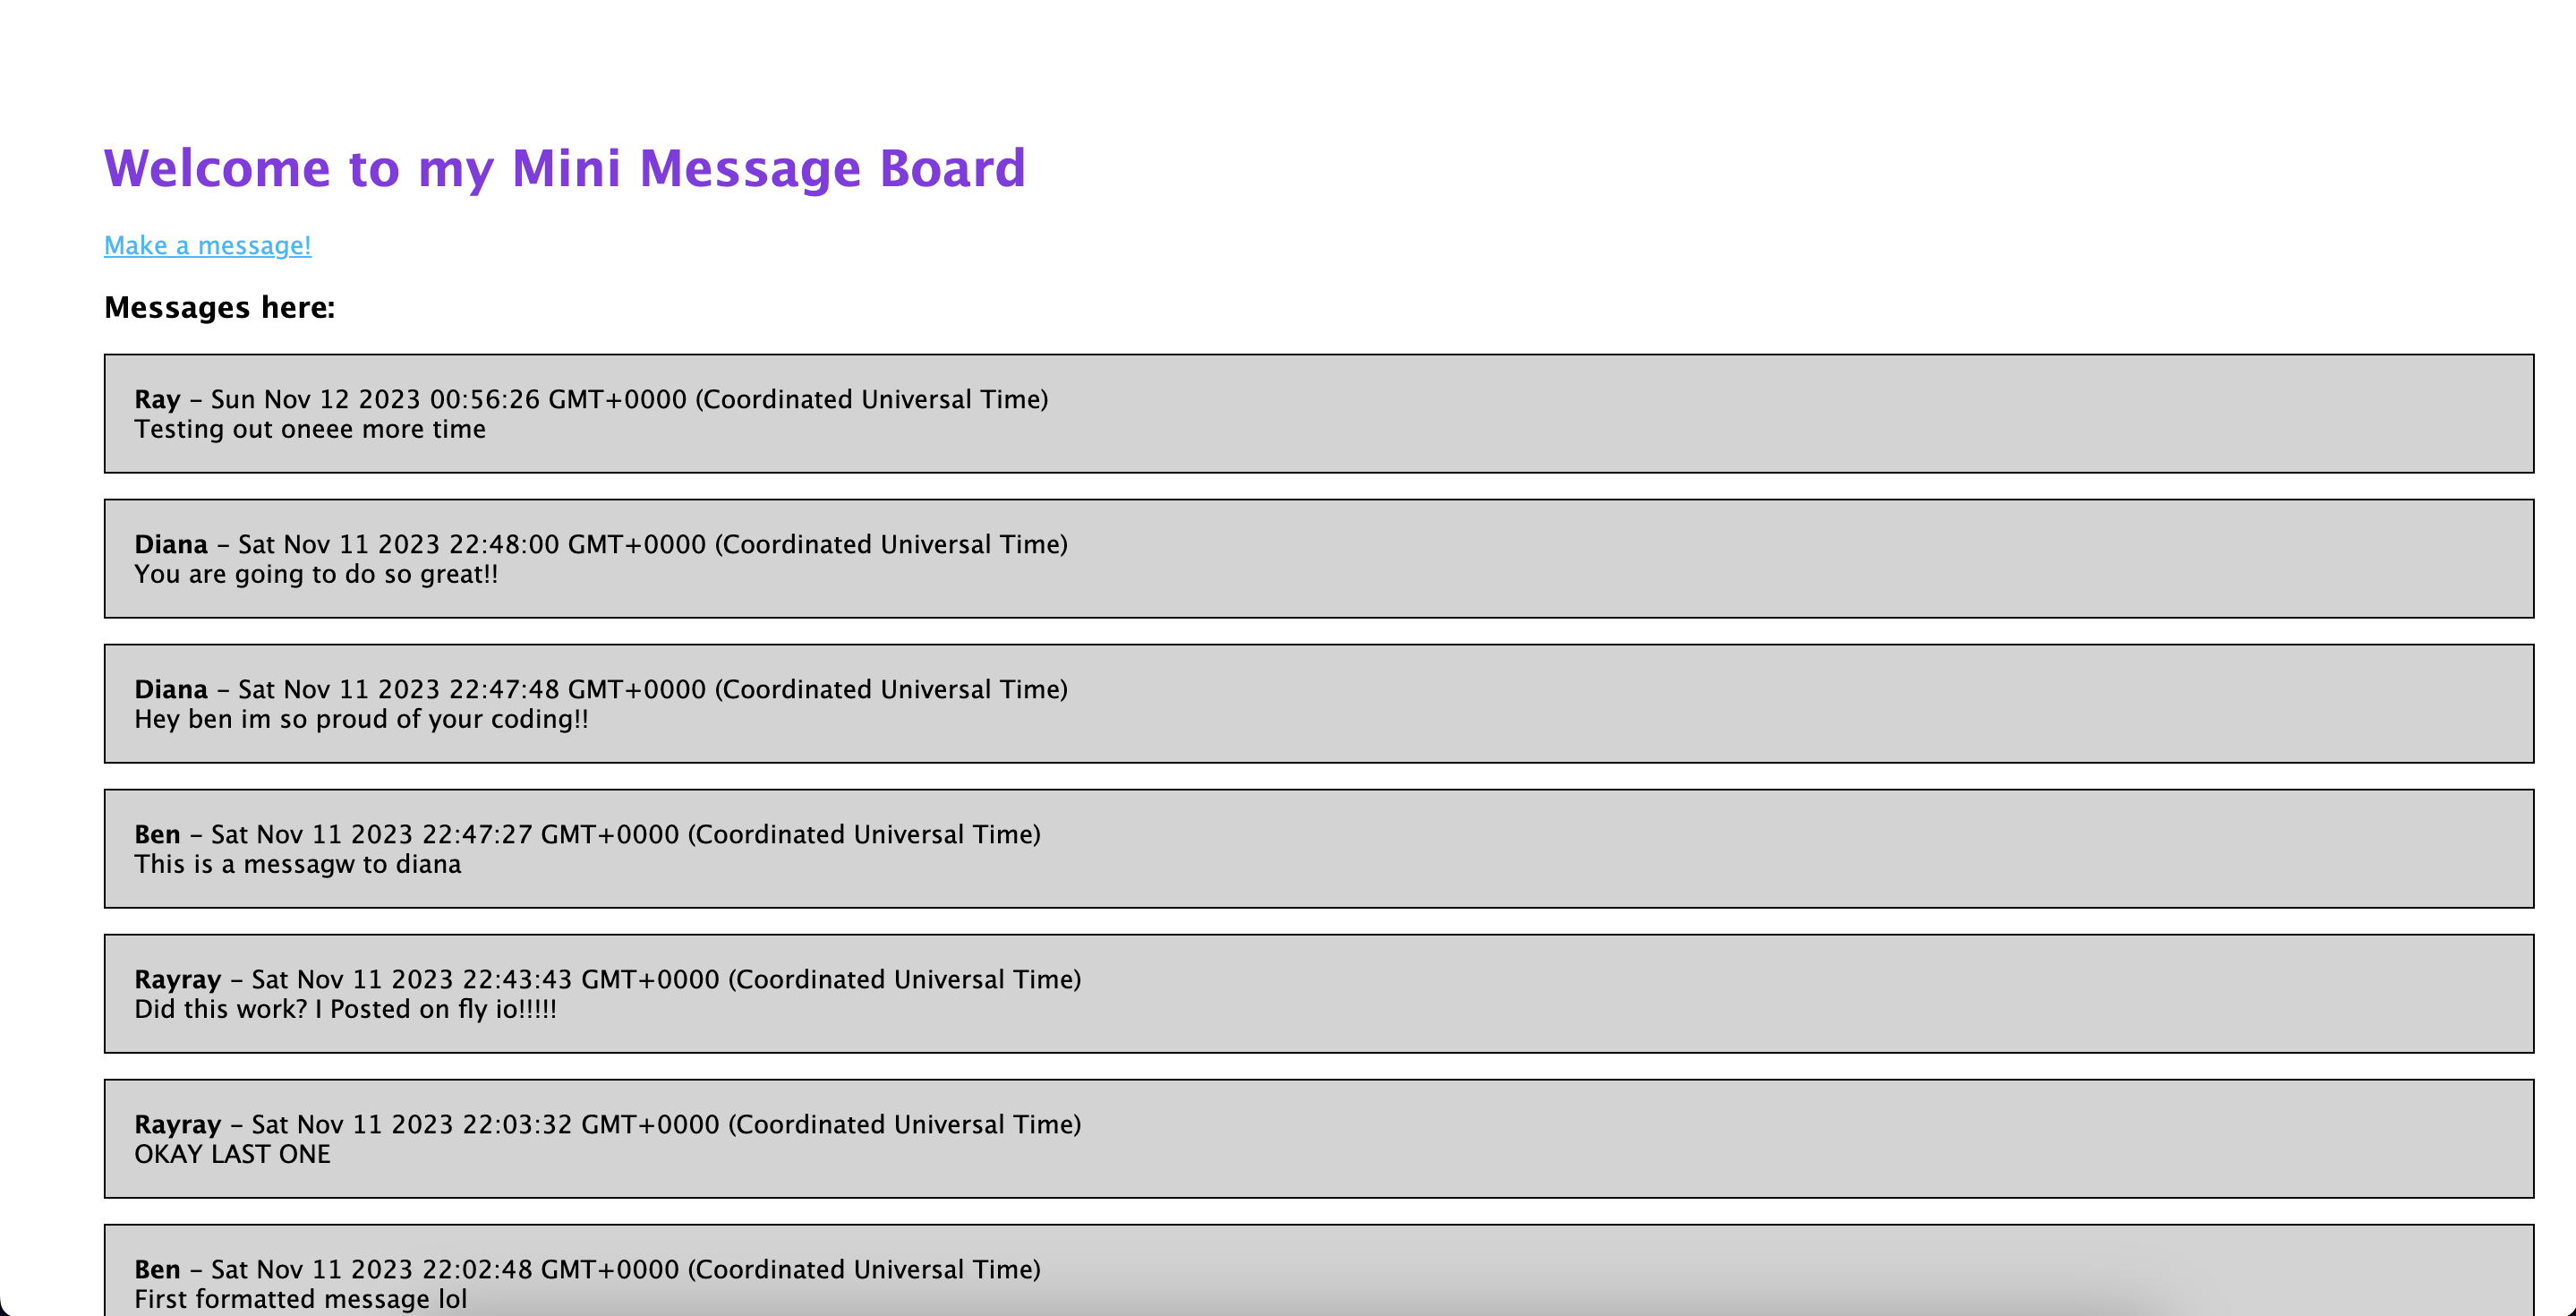 Welcome to my Mini Message Board
Make a message!
Messages here:
Ray – Sun Nov 12 2023 00:56:26 GMT+0000 (Coordinated Universal Time)
Testing out oneee more time
Diana – Sat Nov 11 2023 22:48:00 GMT+0000 (Coordinated Universal Time)
You are going to do so great!!
Diana – Sat Nov 11 2023 22:47:48 GMT+0000 (Coordinated Universal Time)
Hey ben im so proud of your coding!!
Ben – Sat Nov 11 2023 22:47:27 GMT+0000 (Coordinated Universal Time)
This is a messagw to diana
Rayray – Sat Nov 11 2023 22:43:43 GMT+0000 (Coordinated Universal Time)
Did this work? I Posted on fly io!!!!!
Rayray – Sat Nov 11 2023 22:03:32 GMT+0000 (Coordinated Universal Time)
OKAY LAST ONE
Ben – Sat Nov 11 2023 22:02:48 GMT+0000 (Coordinated Universal Time)
First formatted message lol